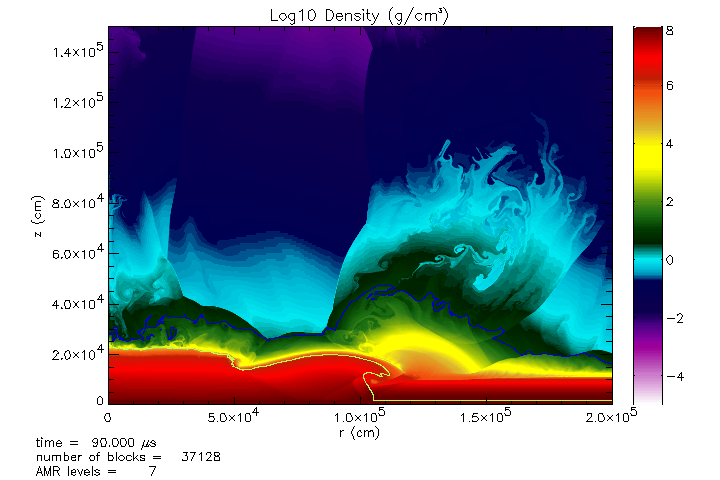 Log10 Density (g/cm³)
1.4×10⁵
1.2×10⁵
1.0×10⁵
8.0×10⁴
6.0×10⁴
4.0×10⁴
2.0×10⁴
0
z (cm)
0 5.0×10⁴ 1.0×10⁵ 1.5×10⁵ 2.0×10⁵
r (cm)
8
6
4
2
0
−2
−4
time = 90.000 μs
number of blocks = 37128
AMR levels = 7